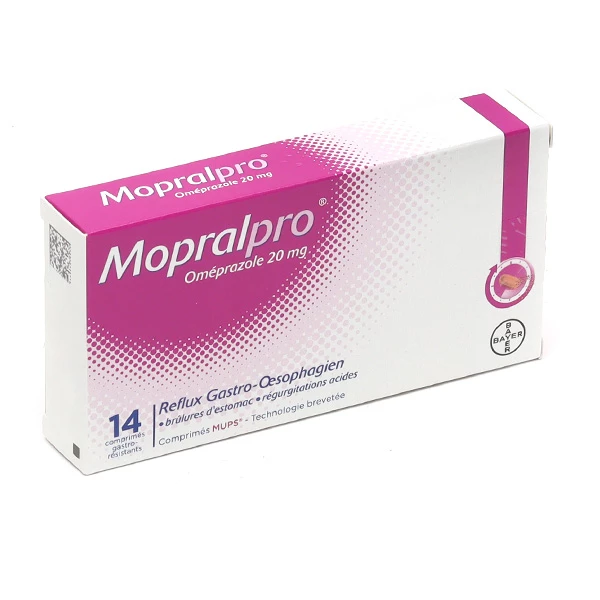 Mopralpro®
Oméprazole 20 mg
Mopralpro®
Oméprazole 20 mg
Reflux Gastro-Œsophagien
• brûlures d'estomac • régurgitations acides
Comprimés MUPS® - Technologie brevetée
14
comprimés
gastro-
résistants
BAYER
BAYER